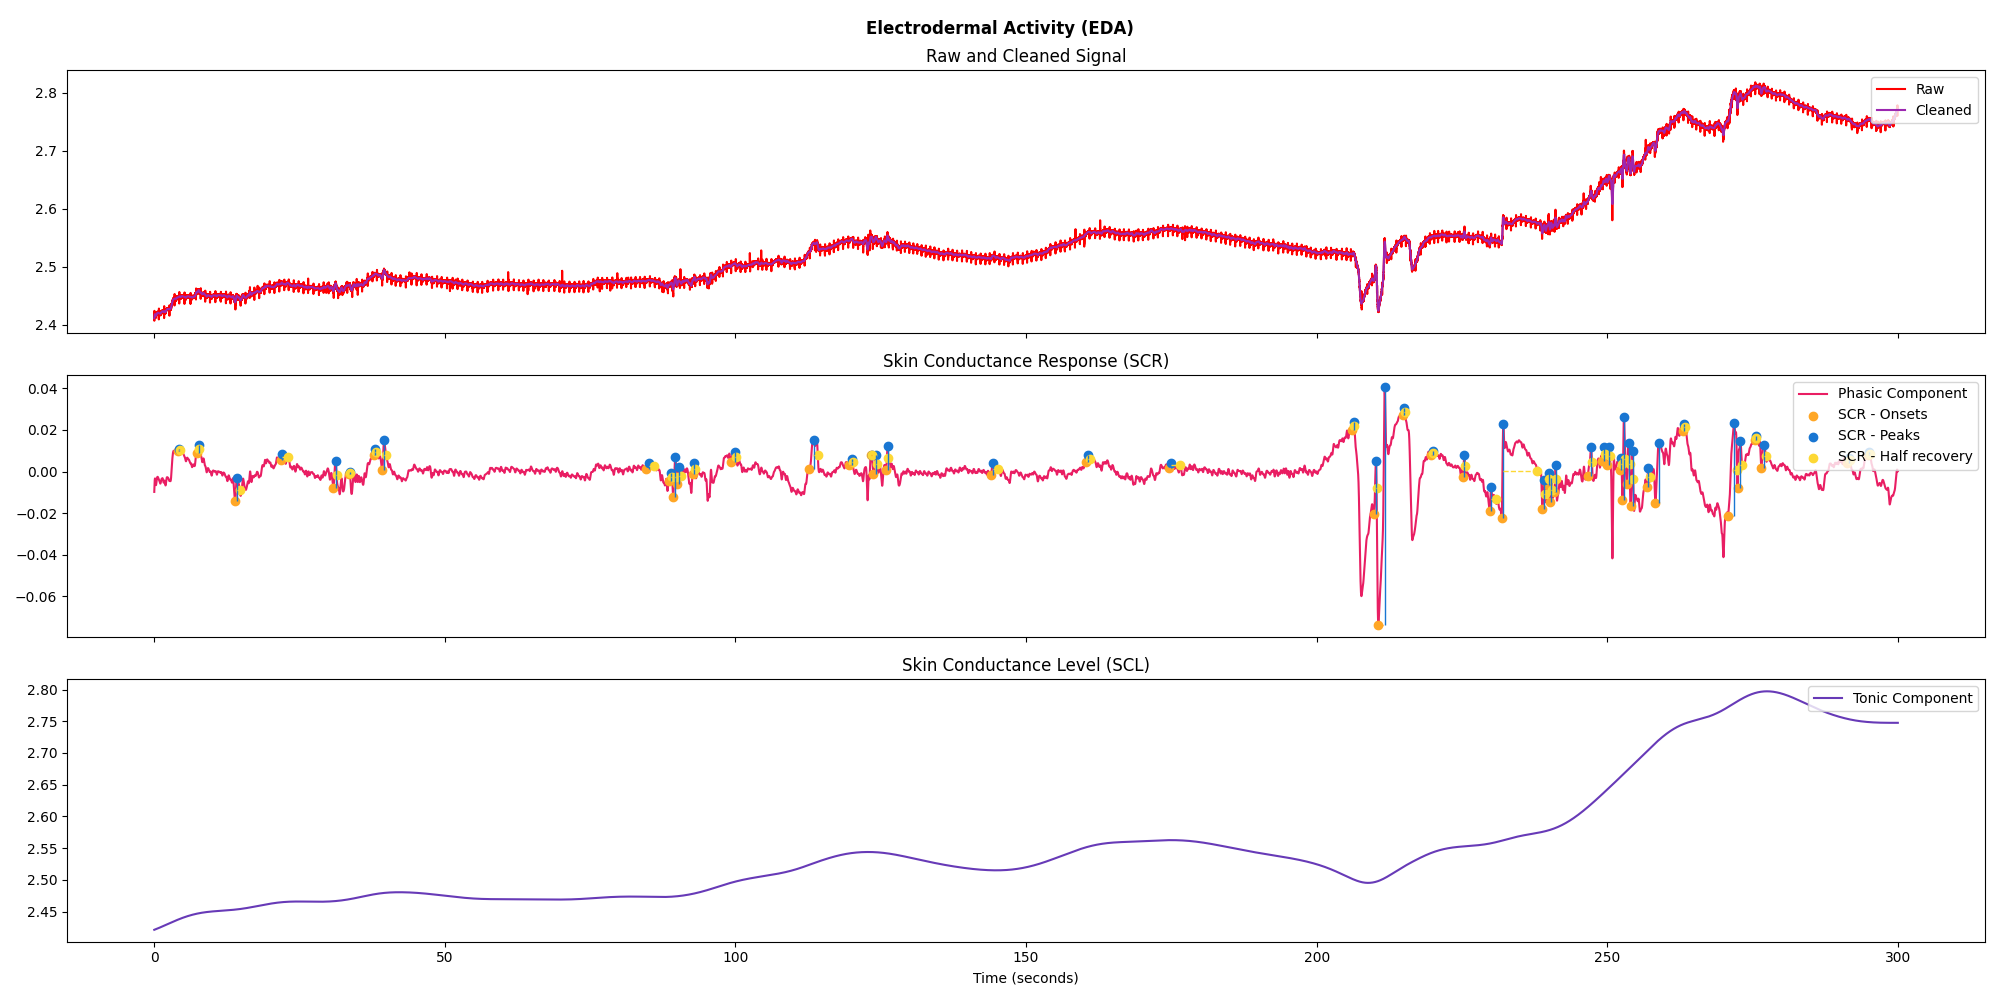 Electrodermal Activity (EDA)
Raw and Cleaned Signal
2.8
2.7
2.6
2.5
2.4
Raw
Cleaned
Skin Conductance Response (SCR)
0.04
0.02
0.00
−0.02
−0.04
−0.06
Phasic Component
SCR - Onsets
SCR - Peaks
SCR - Half recovery
Skin Conductance Level (SCL)
2.80
2.75
2.70
2.65
2.60
2.55
2.50
2.45
Tonic Component
0 50 100 150 200 250 300
Time (seconds)